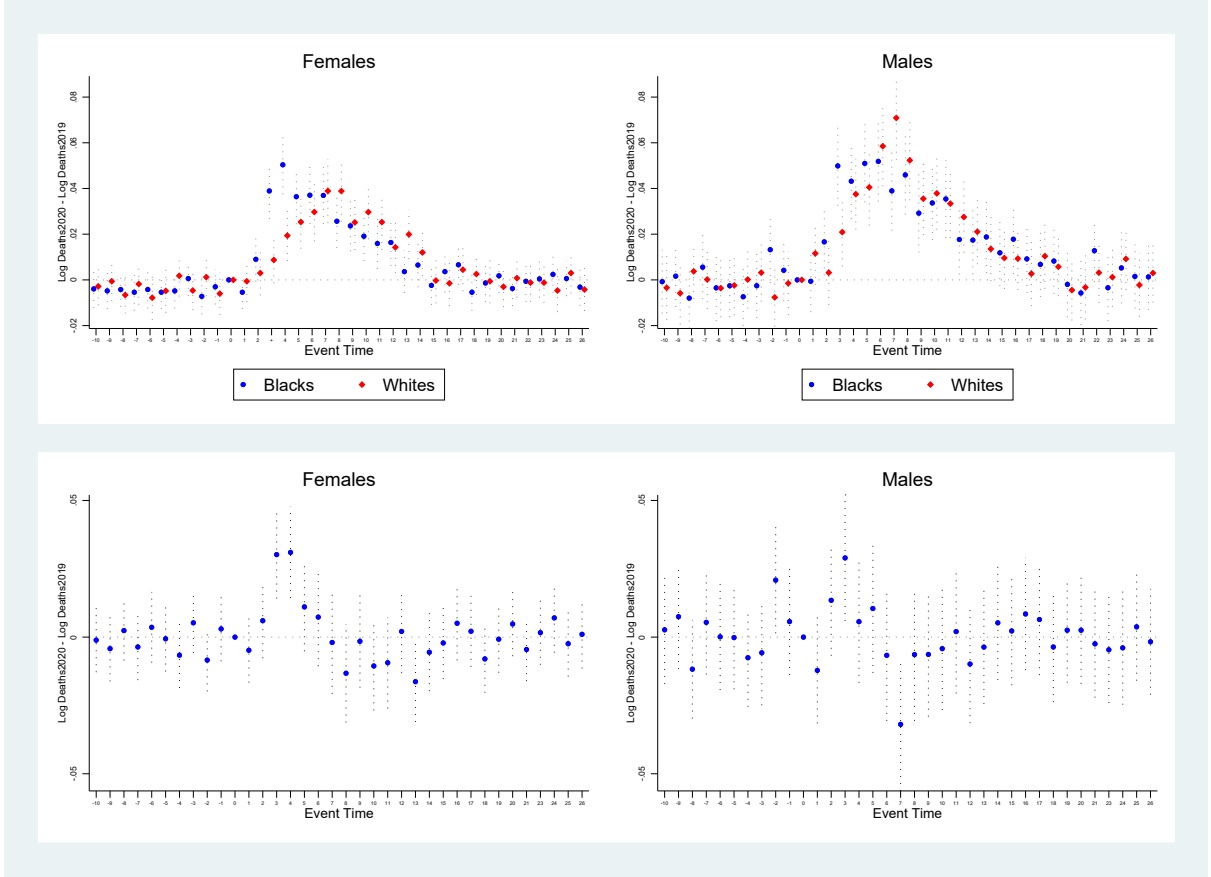 Females
Log Deaths2020 - Log Deaths2019
.08
.06
.04
.02
0
-.02
-10 -9 -8 -7 -6 -5 -4 -3 -2 -1 0 1 2 + 4 5 6 7 8 9 10 11 12 13 14 15 16 17 18 19 20 21 22 23 24 25 26
Event Time
Blacks Whites
Males
Log Deaths2020 - Log Deaths2019
.08
.06
.04
.02
0
-.02
-10 -9 -8 -7 -6 -5 -4 -3 -2 -1 0 1 2 3 4 5 6 7 8 9 10 11 12 13 14 15 16 17 18 19 20 21 22 23 24 25 26
Event Time
Blacks Whites
Females
Log Deaths2020 - Log Deaths2019
.05
0
-.05
-10 -9 -8 -7 -6 -5 -4 -3 -2 -1 0 1 2 3 4 5 6 7 8 9 10 11 12 13 14 15 16 17 18 19 20 21 22 23 24 25 26
Event Time
Males
Log Deaths2020 - Log Deaths2019
.05
0
-.05
-10 -9 -8 -7 -6 -5 -4 -3 -2 -1 0 1 2 3 4 5 6 7 8 9 10 11 12 13 14 15 16 17 18 19 20 21 22 23 24 25 26
Event Time